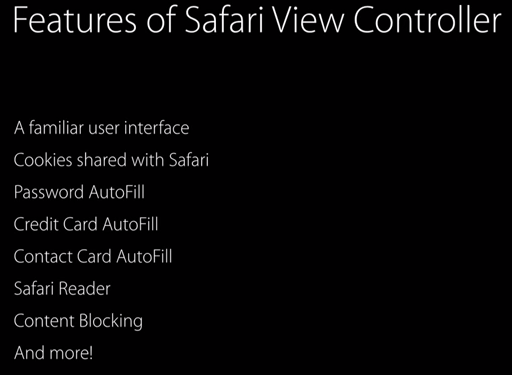 Features of Safari View Controller
A familiar user interface
Cookies shared with Safari
Password AutoFill
Credit Card AutoFill
Contact Card AutoFill
Safari Reader
Content Blocking
And more!